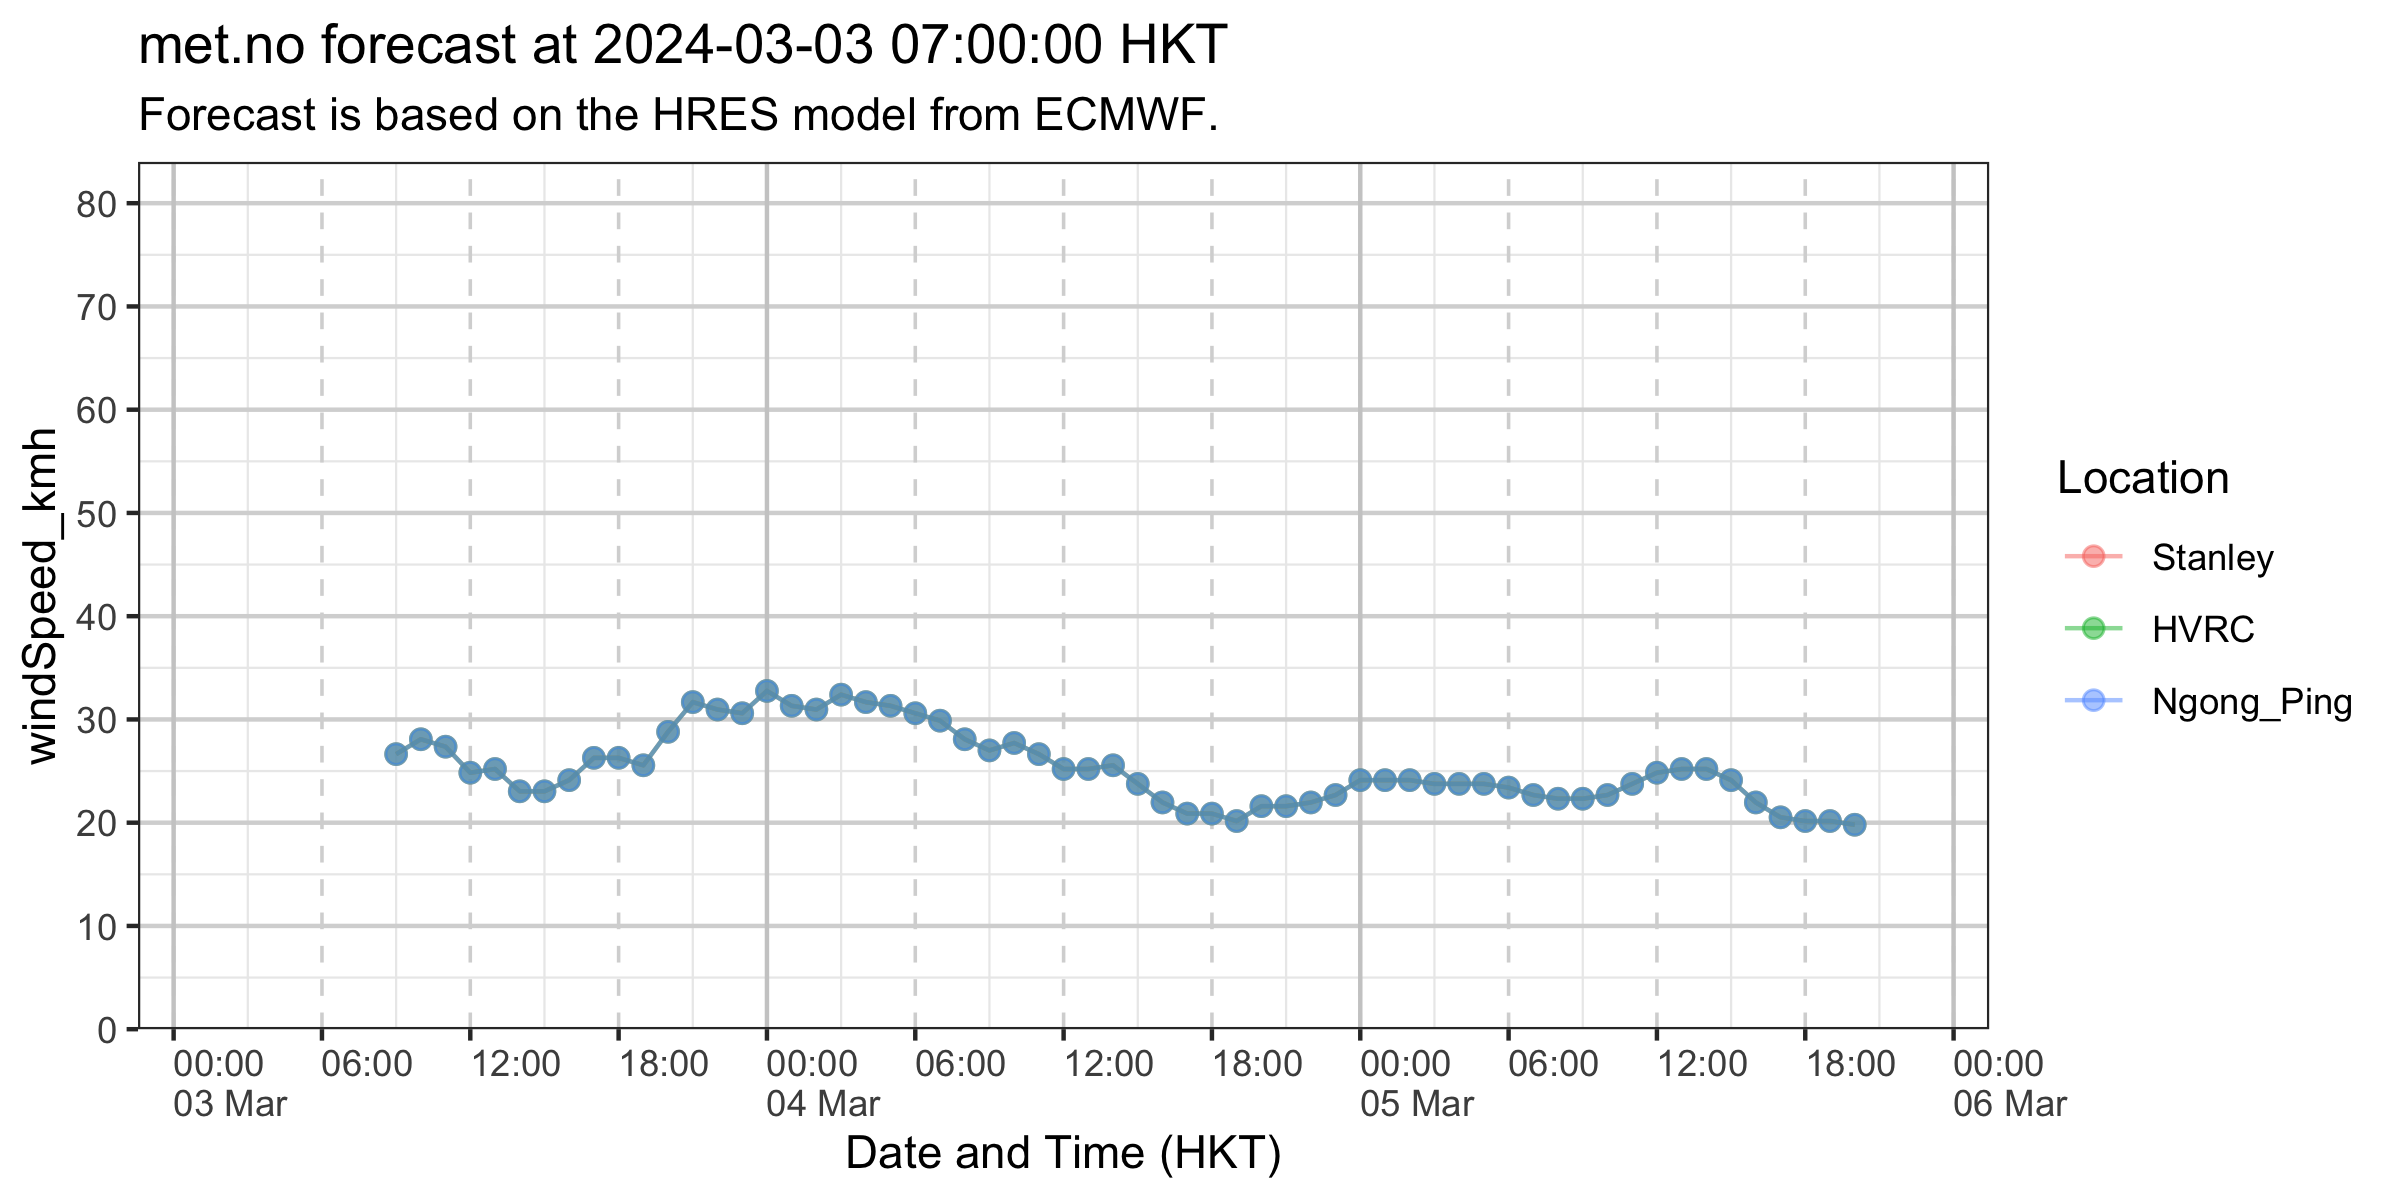 met.no forecast at 2024-03-03 07:00:00 HKT
Forecast is based on the HRES model from ECMWF.
windSpeed_kmh
80
70
60
50
40
30
20
10
0
00:00 06:00 12:00 18:00 00:00 06:00 12:00 18:00 00:00 06:00 12:00 18:00 00:00
03 Mar 04 Mar 05 Mar 06 Mar
Date and Time (HKT)
Location
Stanley
HVRC
Ngong_Ping